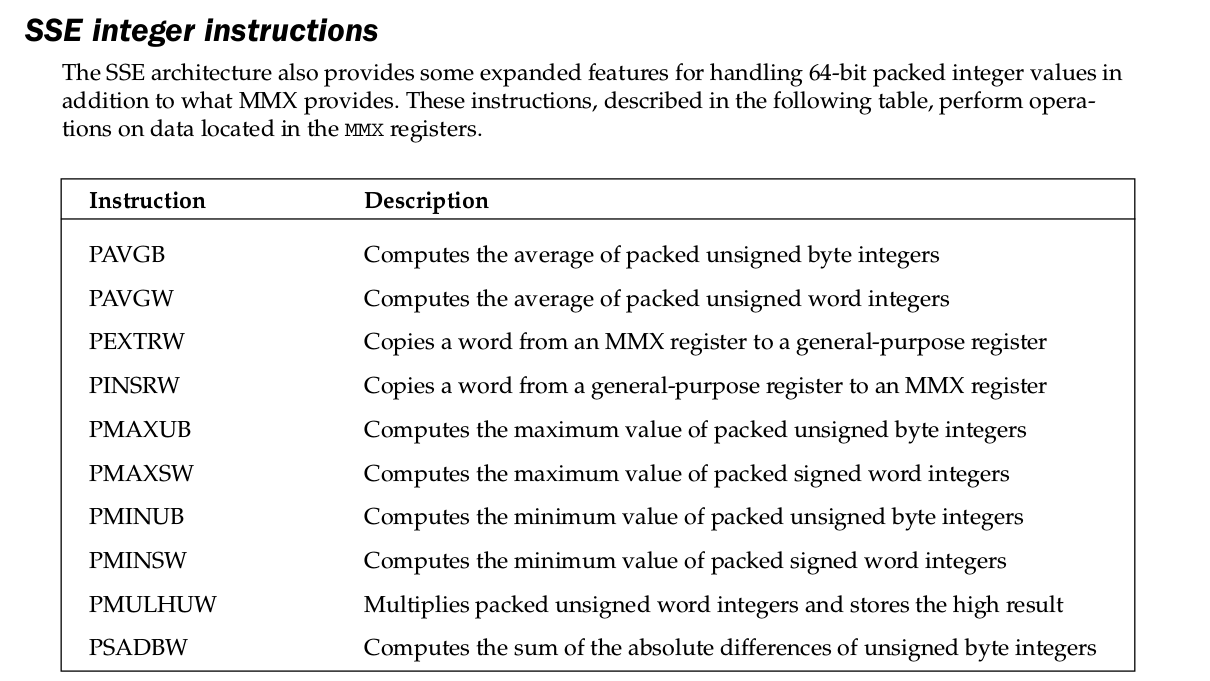 SSE integer instructions
The SSE architecture also provides some expanded features for handling 64-bit packed integer values in
addition to what MMX provides. These instructions, described in the following table, perform opera-
tions on data located in the MMX registers.
Instruction Description
PAVGB Computes the average of packed unsigned byte integers
PAVGW Computes the average of packed unsigned word integers
PEXTRW Copies a word from an MMX register to a general-purpose register
PINSRW Copies a word from a general-purpose register to an MMX register
PMAXUB Computes the maximum value of packed unsigned byte integers
PMAXSW Computes the maximum value of packed signed word integers
PMINUB Computes the minimum value of packed unsigned byte integers
PMINSW Computes the minimum value of packed signed word integers
PMULHUW Multiplies packed unsigned word integers and stores the high result
PSADBW Computes the sum of the absolute differences of unsigned byte integers